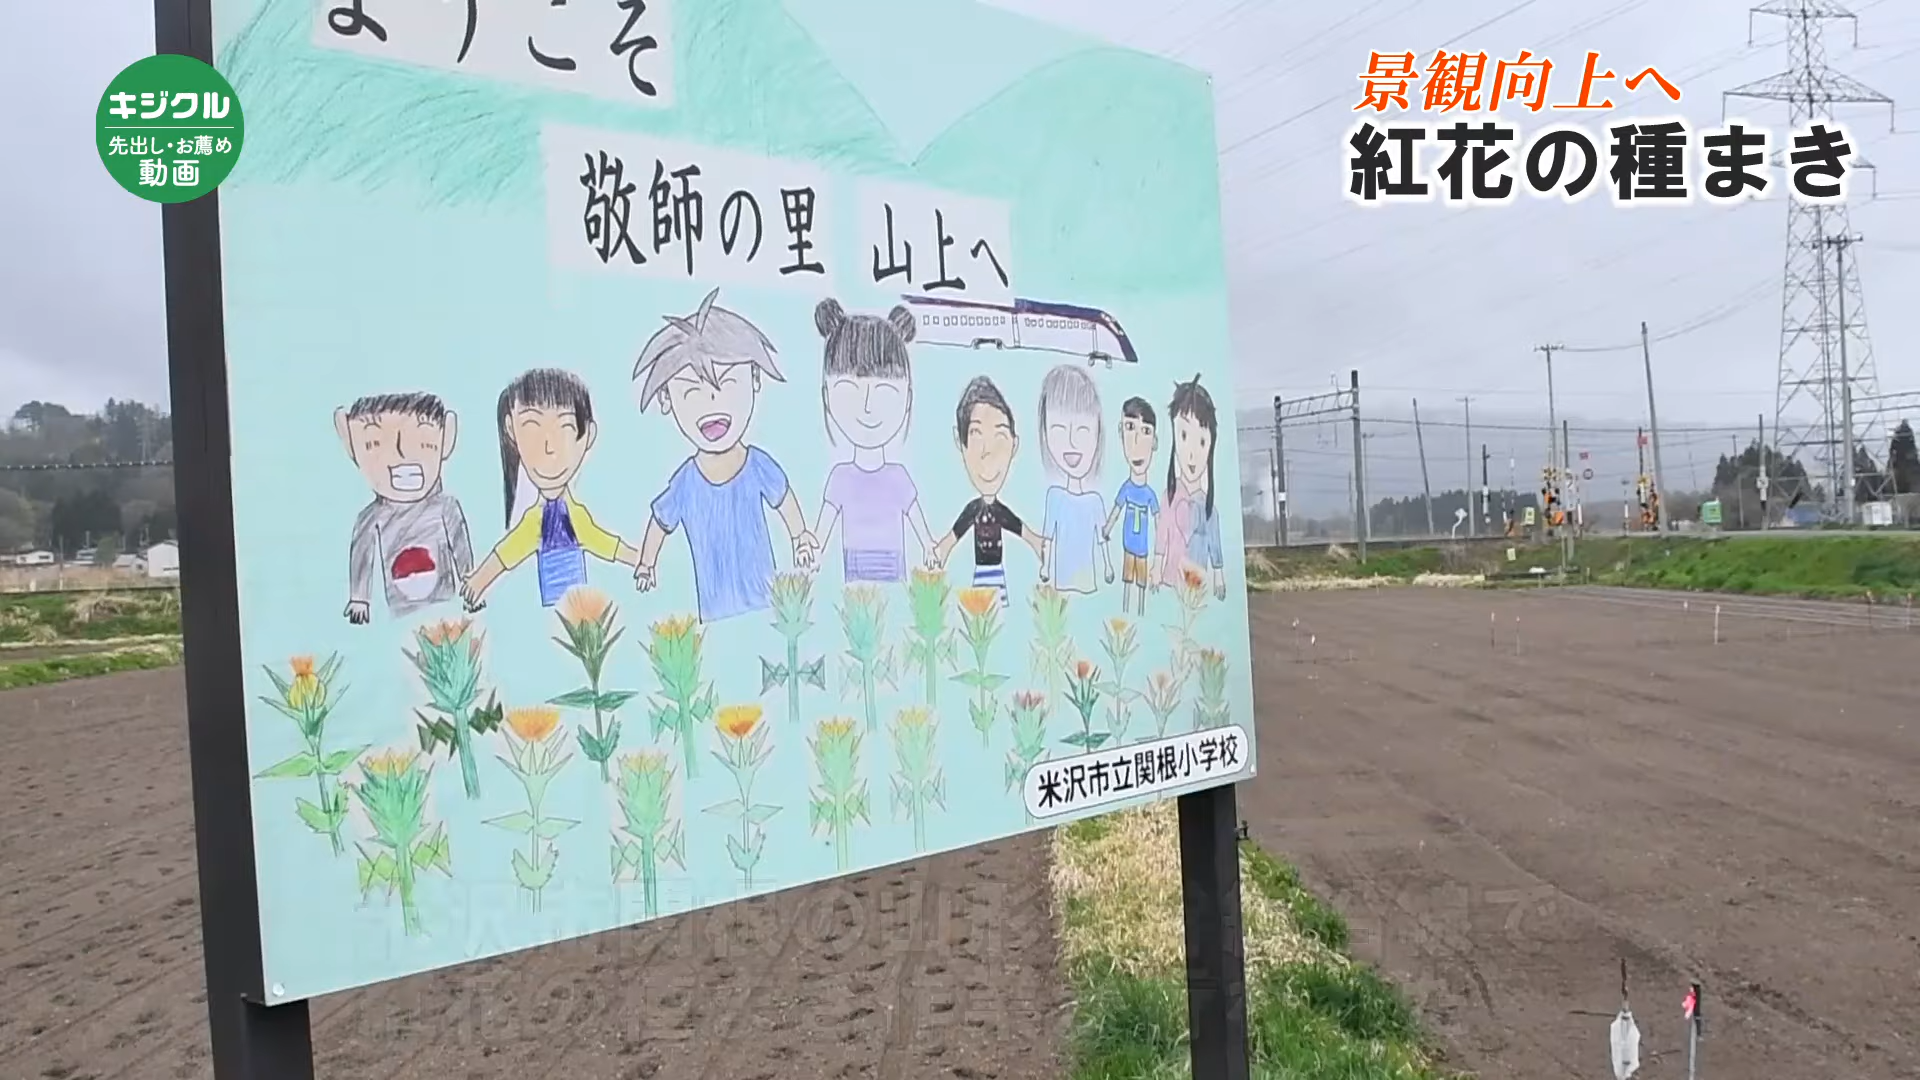 ようこそ
キジクル
先出し・お薦め
動画
景観向上へ
紅花の種まき
敬師の里 山上へ
米沢市立関根小学校